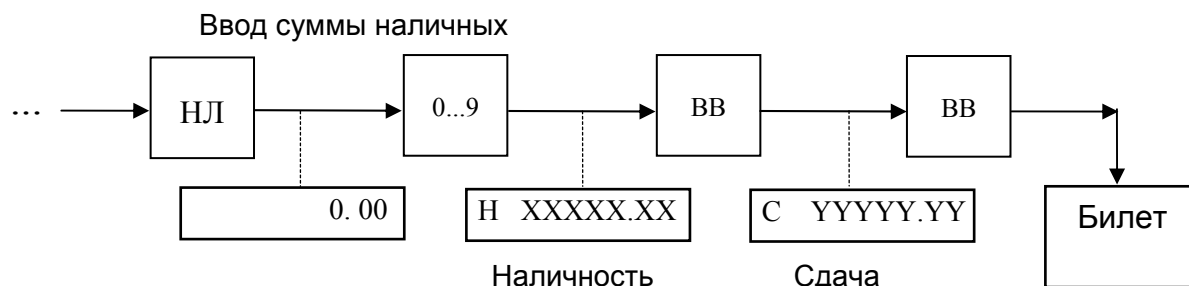 Ввод суммы наличных
... НЛ 0...9 ВВ ВВ
0. 00 Н XXXXX.XX С YYYYY.YY Билет
Наличность Сдача